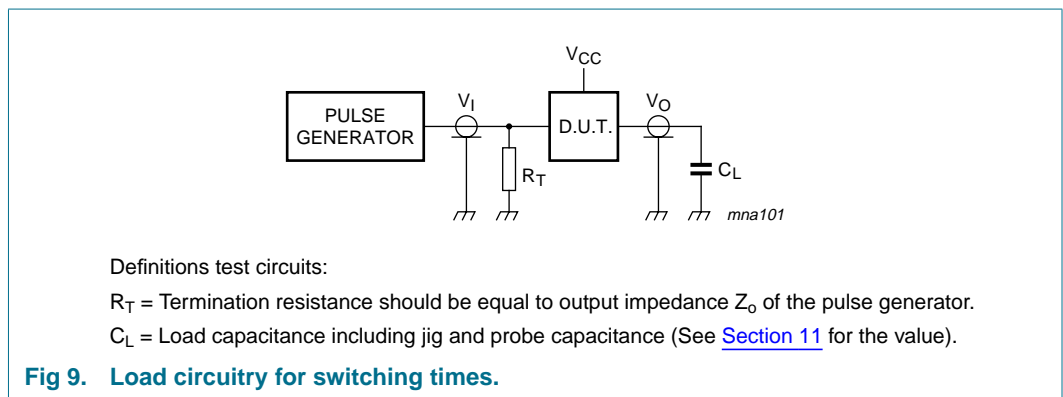 VCC
PULSE
GENERATOR
VI
D.U.T.
VO
RT
CL
mna101
Definitions test circuits:
RT = Termination resistance should be equal to output impedance Zo of the pulse generator.
CL = Load capacitance including jig and probe capacitance (See Section 11 for the value).
Fig 9. Load circuitry for switching times.